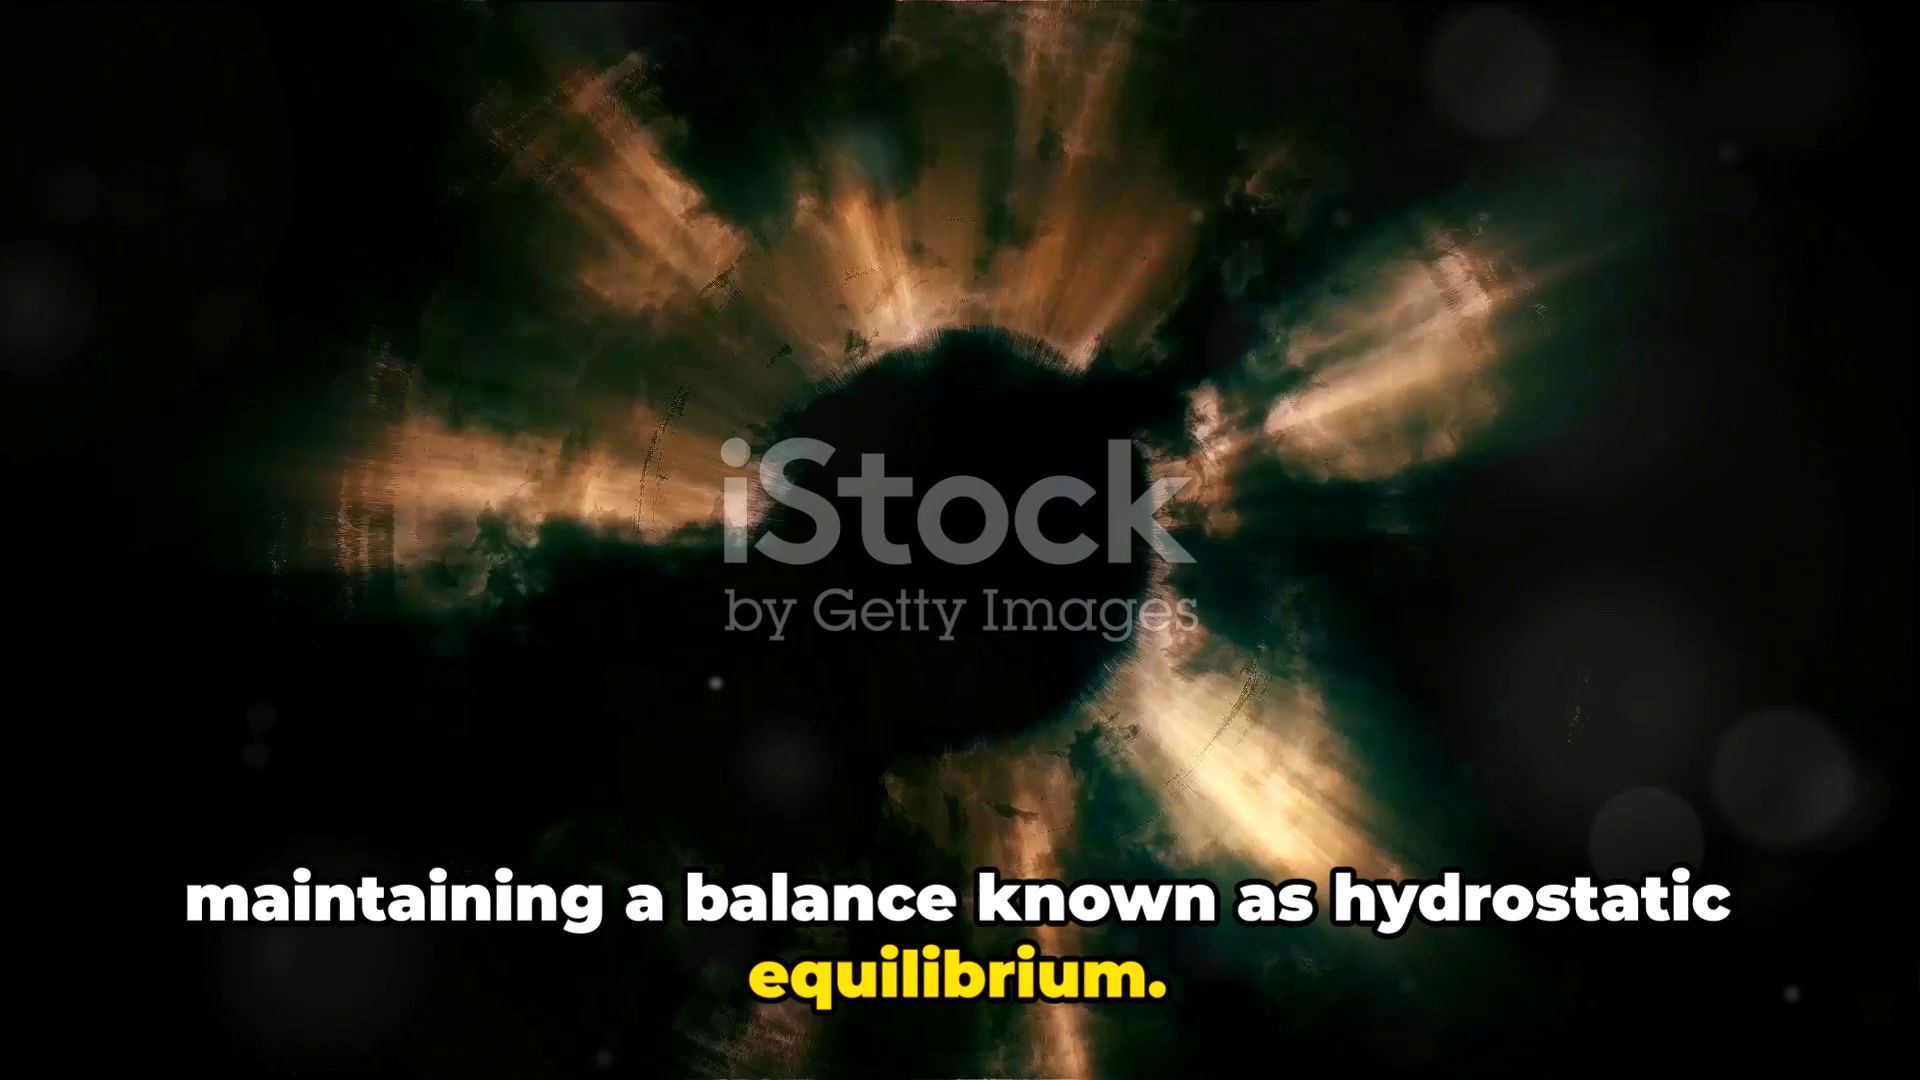 iStock
by Getty Images
maintaining a balance known as hydrostatic
equilibrium.